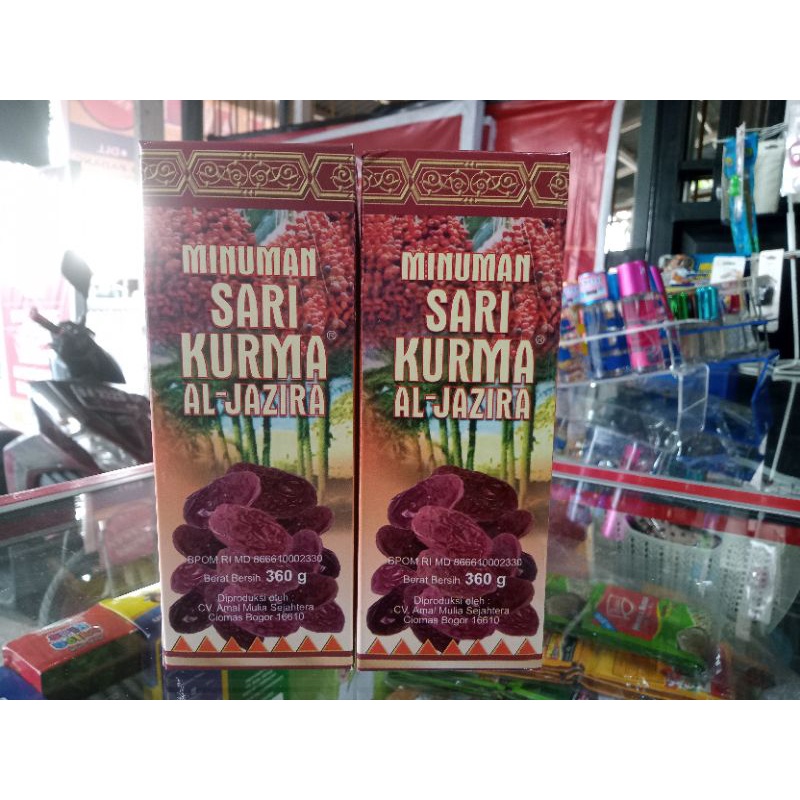 MINUMAN
SARI
KURMA®
AL-JAZIRA
BPOM RI MD 866610002330
Berat Bersih 360 g
Diproduksi oleh :
CV. Amal Mulia Sejahtera
Ciomas Bogor 16610
MINUMAN
SARI
KURMA®
AL-JAZIRA
BPOM RI MD 866610002330
Berat Bersih 360 g
Diproduksi oleh :
CV. Amal Mulia Sejahtera
Ciomas Bogor 16610